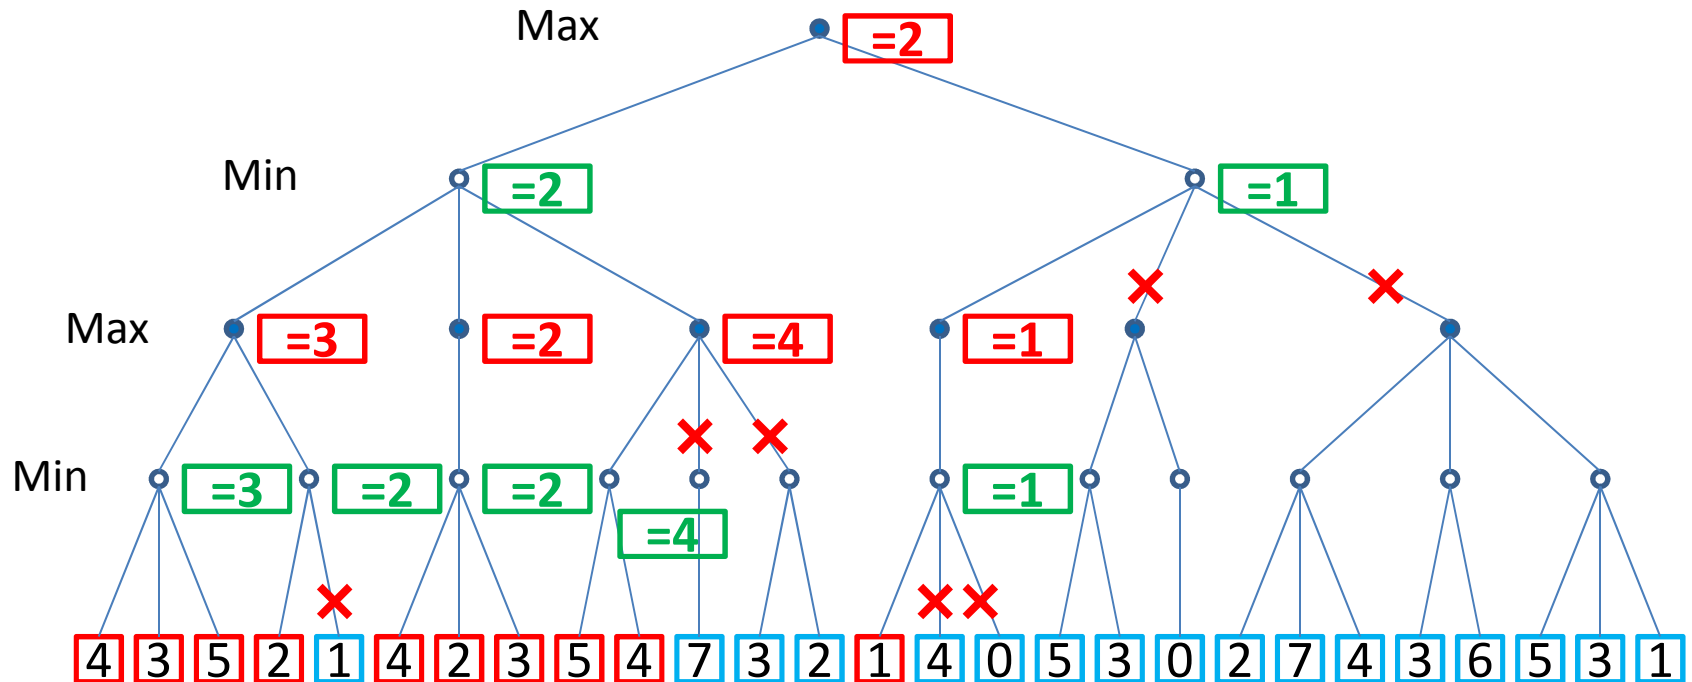 Max =2
Min =2 =1
Max =3 =2 =4 =1
Min =3 =2 =2 =4 =1
4 3 5 2 1 4 2 3 5 4 7 3 2 1 4 0 5 3 0 2 7 4 3 6 5 3 1